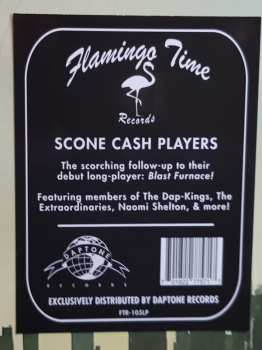 Flamingo Time
Records
SCONE CASH PLAYERS
The scorching follow-up to their
debut long-player: Blast Furnace!
Featuring members of The Dap-Kings, The
Extraordinaries, Naomi Shelton, & more!
DAPTONE
RECORDS
EXCLUSIVELY DISTRIBUTED BY DAPTONE RECORDS
FTR-105LP